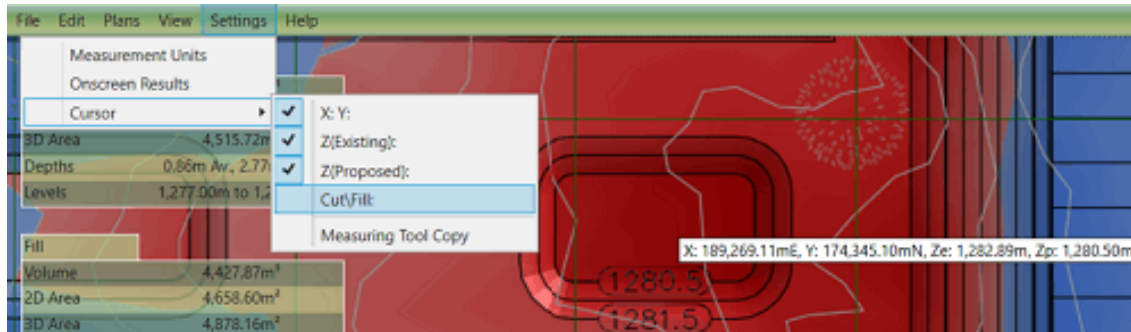 File Edit Plans View Settings Help
Measurement Units
Onscreen Results
Cursor
X: Y:
Z(Existing):
Z(Proposed):
Cut\Fill:
Measuring Tool Copy
3D Area 4,515.72m
Depths 0.86m Av., 2.77
Levels 1,277.00m to 1,2
Fill
Volume 4,427.87m³
2D Area 4,658.60m²
3D Area 4,878.16m²
X: 189,269.11mE, Y: 174,345.10mN, Ze: 1,282.89m, Zp: 1,280.50m
1280.5
1281.5